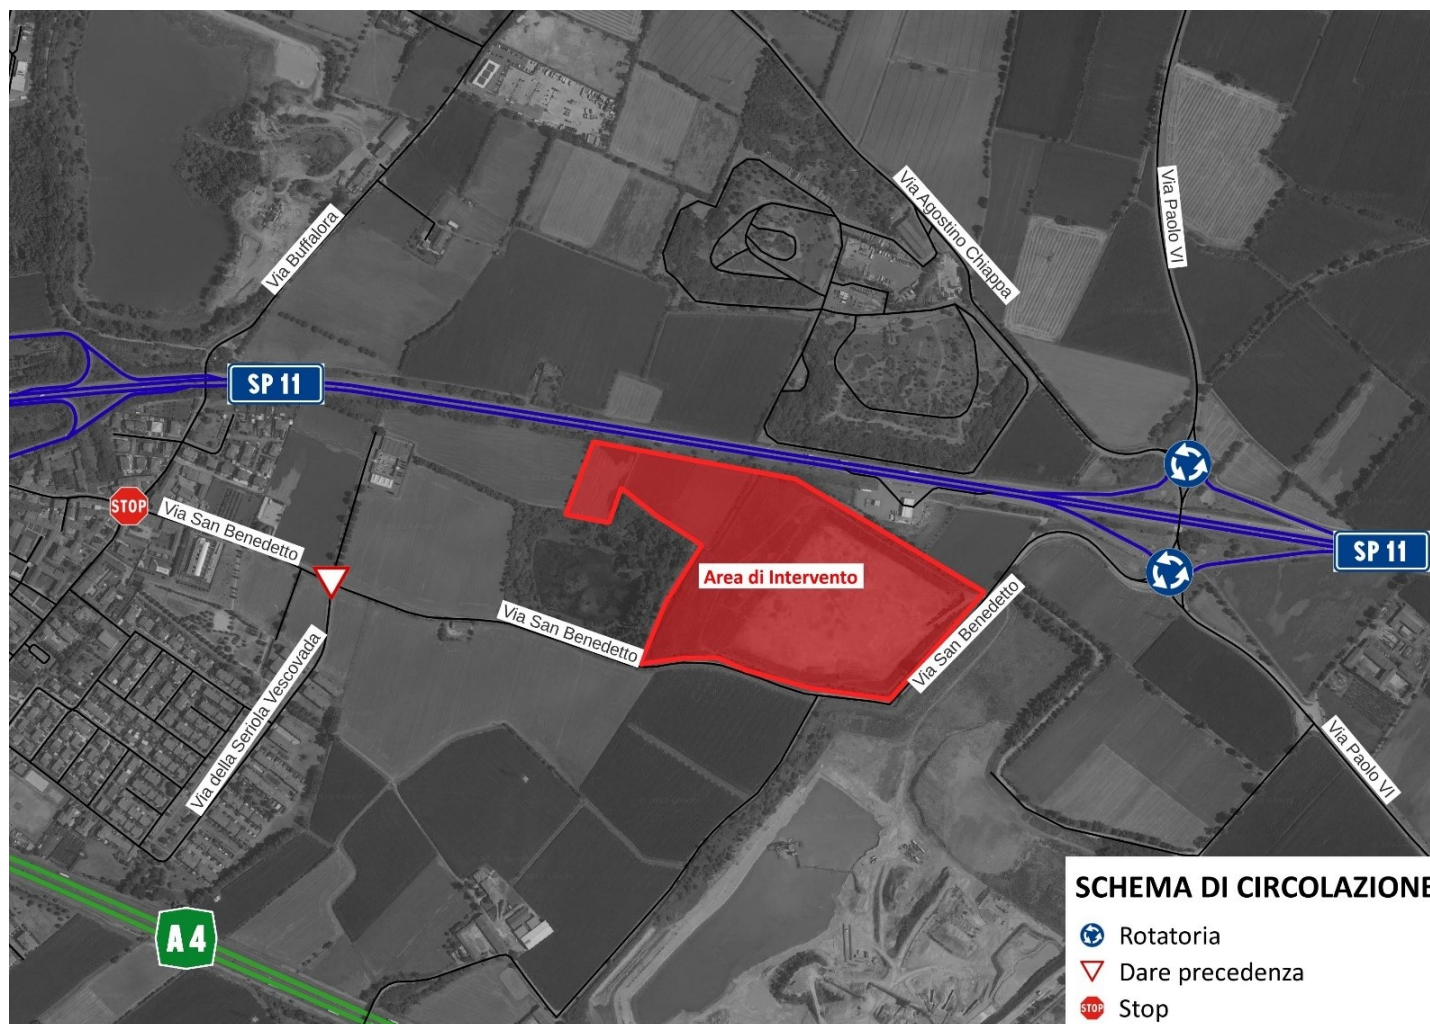 Via Buffalora
Via Agostino Chiappa
Via Paolo VI
SP 11
STOP
Via San Benedetto
SP 11
Area di Intervento
Via San Benedetto
Via San Benedetto
Via della Seriola Vescovada
Via Paolo VI
A4
SCHEMA DI CIRCOLAZIONE
Rotatoria
Dare precedenza
STOP Stop